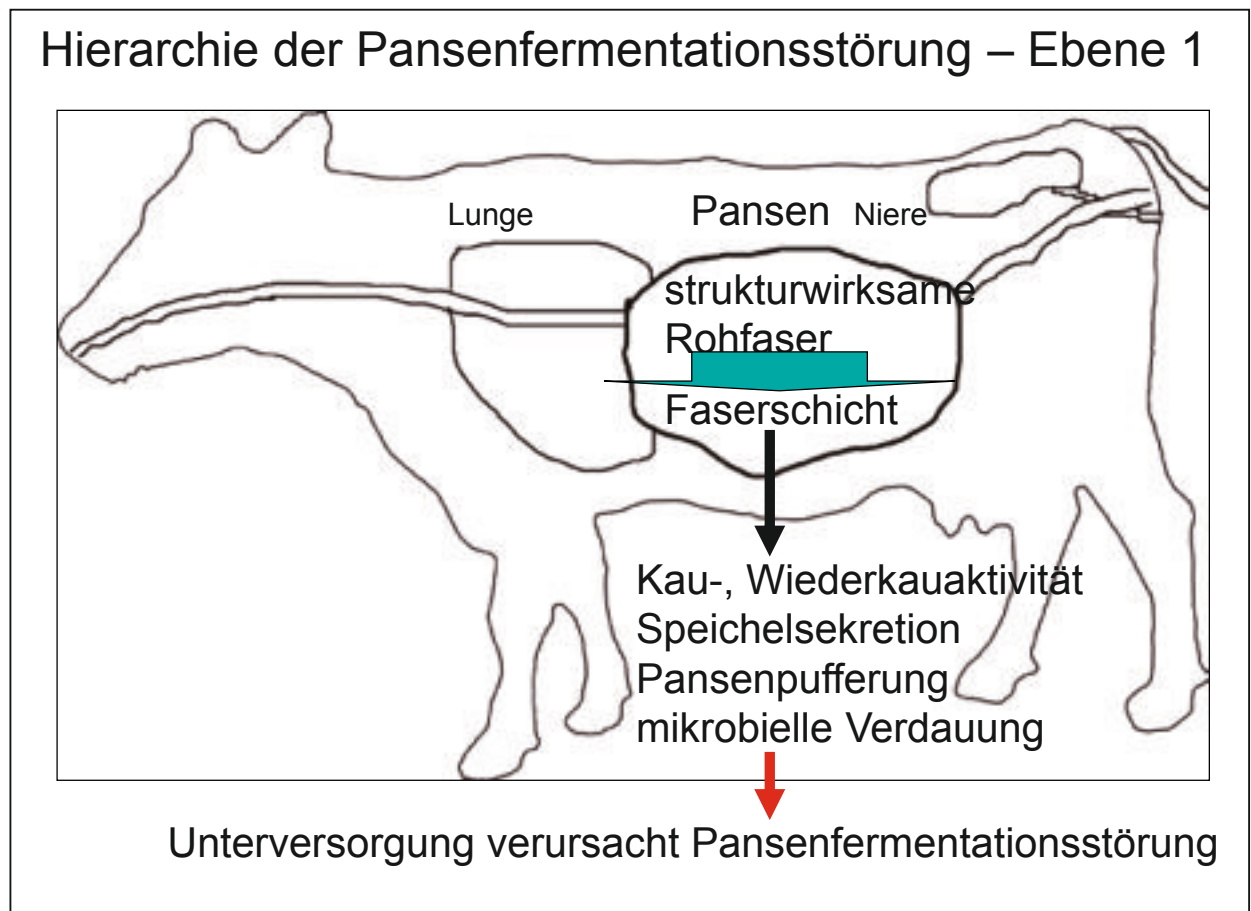 Hierarchie der Pansenfermentationsstörung – Ebene 1
Lunge
Pansen
Niere
strukturwirksame
Rohfaser
Faserschicht
Kau-, Wiederkauaktivität
Speichelsekretion
Pansenpufferung
mikrobielle Verdauung
Unterversorgung verursacht Pansenfermentationsstörung